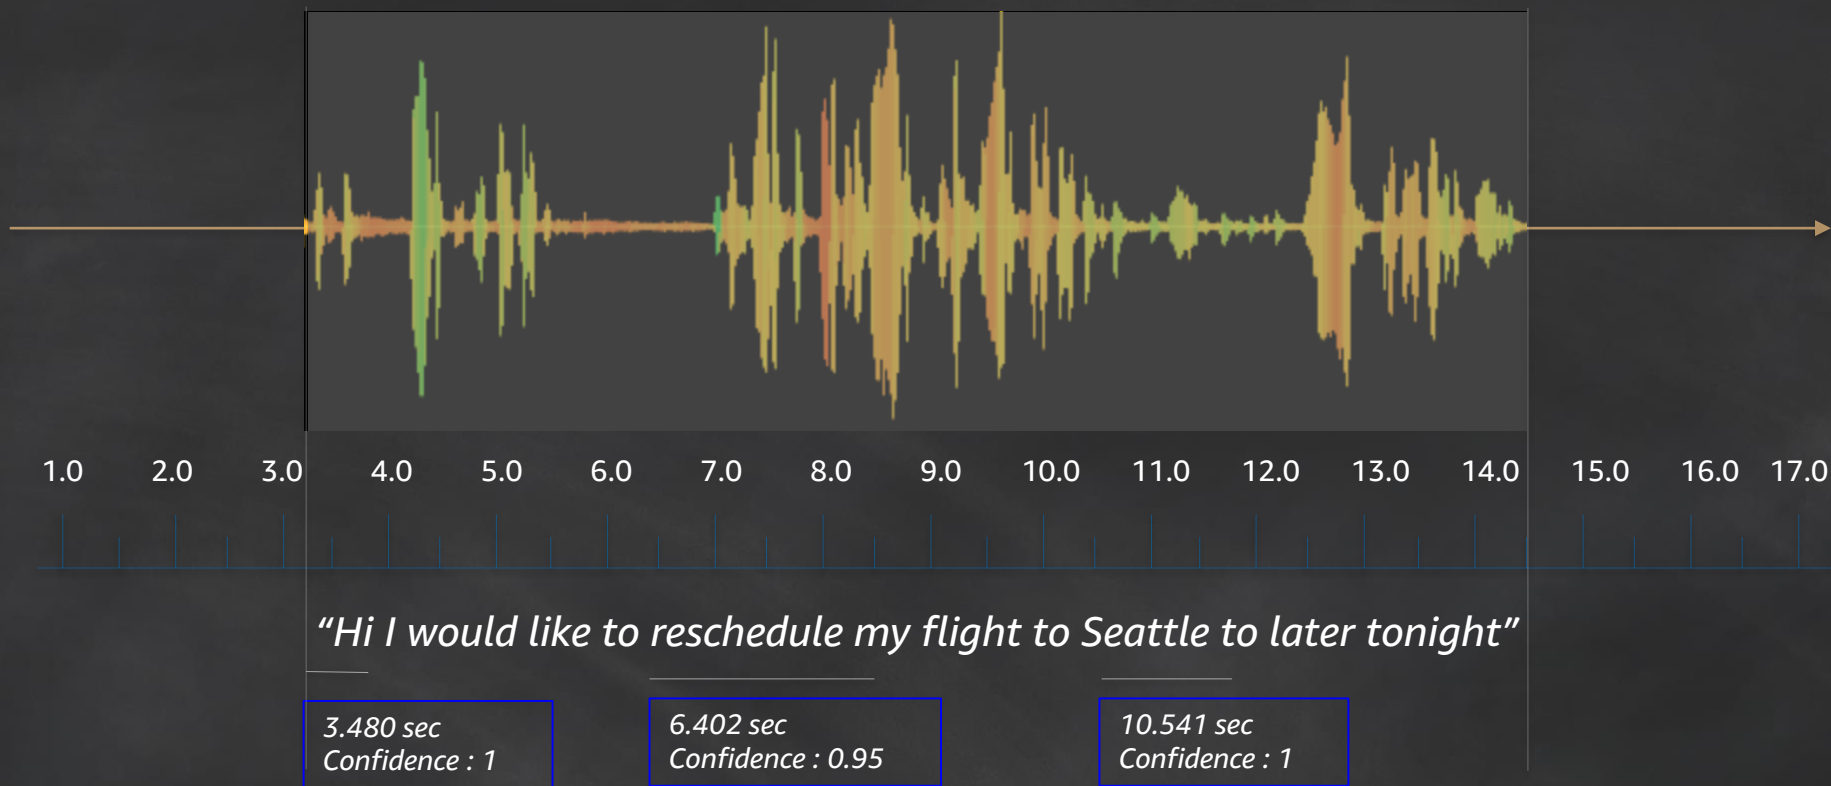 1.0 2.0 3.0 4.0 5.0 6.0 7.0 8.0 9.0 10.0 11.0 12.0 13.0 14.0 15.0 16.0 17.0
“Hi I would like to reschedule my flight to Seattle to later tonight”
3.480 sec
Confidence : 1
6.402 sec
Confidence : 0.95
10.541 sec
Confidence : 1